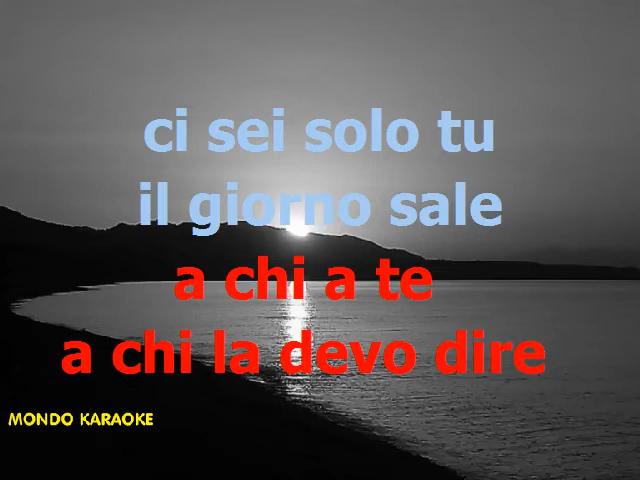 ci sei solo tu
il giorno sale
a chi a te
a chi la devo dire
MONDO KARAOKE